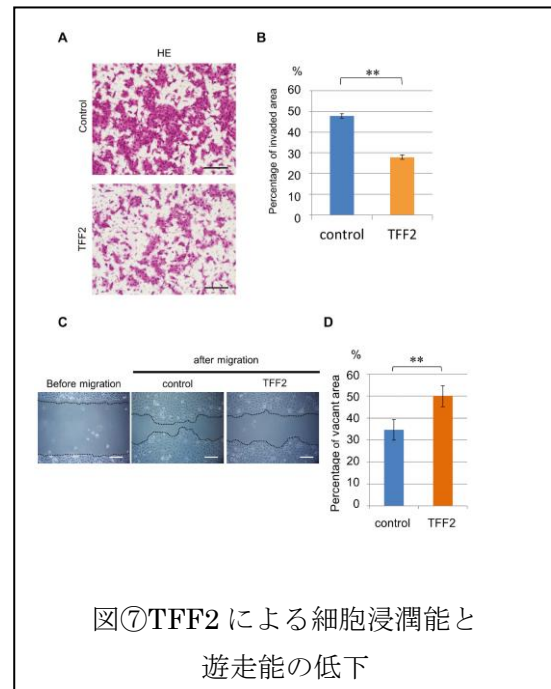 A
HE
Control
TFF2
B
%
**
Percentage of invaded area
60
50
40
30
20
10
0
control
TFF2
C
after migration
Before migration
control
TFF2
D
%
**
Percentage of vacant area
60
50
40
30
20
10
0
control
TFF2
図⑦TFF2 による細胞浸潤能と
遊走能の低下